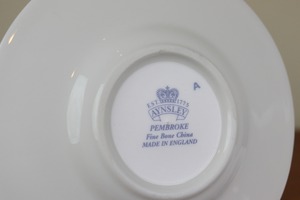 A
EST 1775
AYNSLEY
PEMBROKE
Fine Bone China
MADE IN ENGLAND